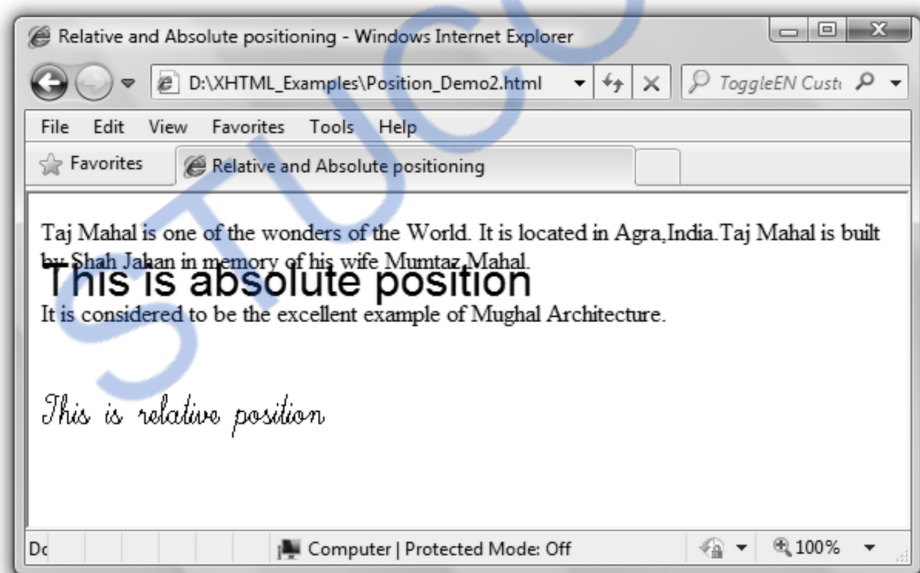 Relative and Absolute positioning - Windows Internet Explorer
D:\XHTML_Examples\Position_Demo2.html
ToggleEN Cust
File Edit View Favorites Tools Help
Favorites
Relative and Absolute positioning
Taj Mahal is one of the wonders of the World. It is located in Agra,India.Taj Mahal is built
by Shah Jahan in memory of his wife Mumtaz Mahal.
This is absolute position
It is considered to be the excellent example of Mughal Architecture.
This is relative position
Computer | Protected Mode: Off
100%
STUCO